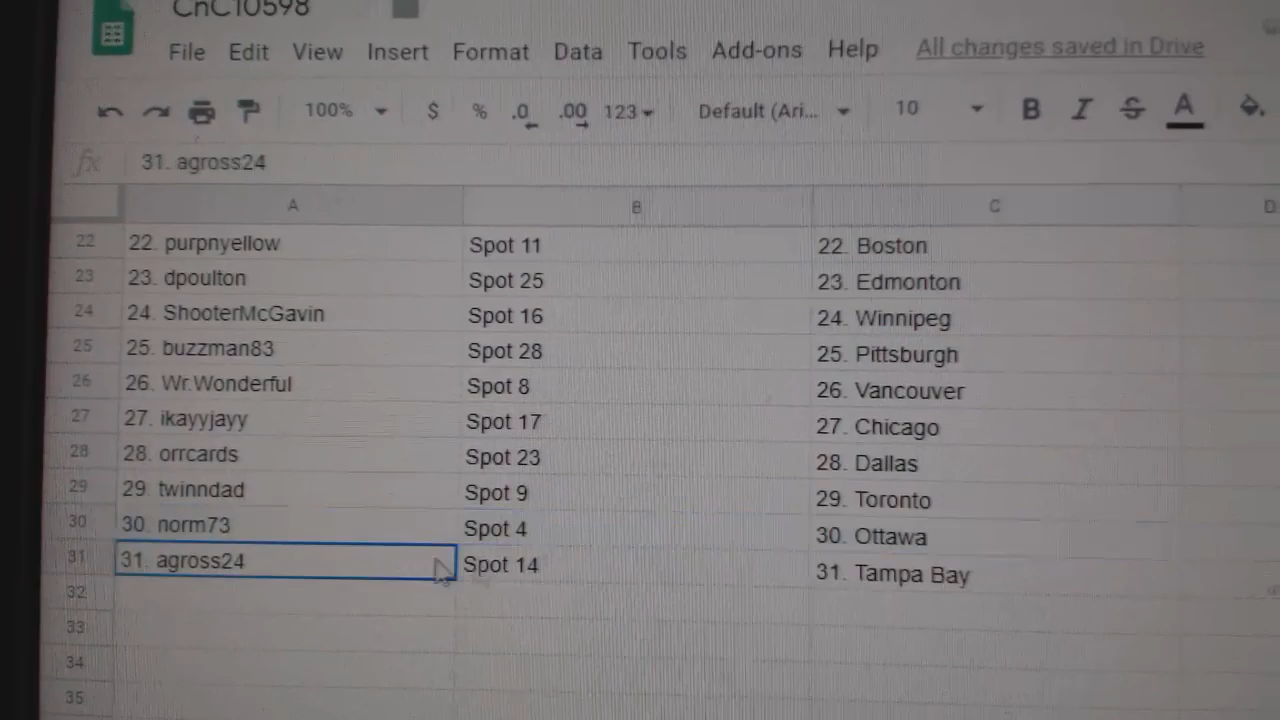 CnC10598
File Edit View Insert Format Data Tools Add-ons Help All changes saved in Drive
100% $ % .0 .00 123 Default (Ari... 10 B I S A
fx 31. agross24
A B C D
22 22. purpnyellow Spot 11 22. Boston
23 23. dpoulton Spot 25 23. Edmonton
24 24. ShooterMcGavin Spot 16 24. Winnipeg
25 25. buzzman83 Spot 28 25. Pittsburgh
26 26. Wr.Wonderful Spot 8 26. Vancouver
27 27. ikayyjayy Spot 17 27. Chicago
28 28. orrcards Spot 23 28. Dallas
29 29. twinndad Spot 9 29. Toronto
30 30. norm73 Spot 4 30. Ottawa
31 31. agross24 Spot 14 31. Tampa Bay
32
33
34
35